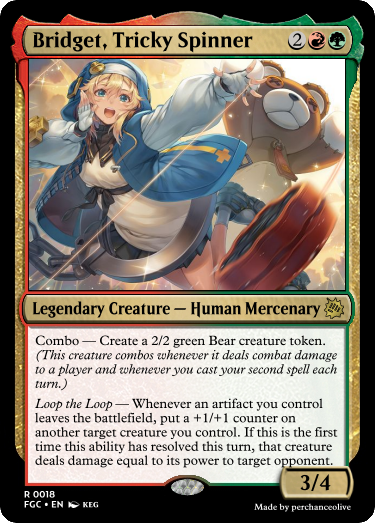 Bridget, Tricky Spinner 2
Legendary Creature — Human Mercenary
Combo — Create a 2/2 green Bear creature token.
(This creature combos whenever it deals combat damage
to a player and whenever you cast your second spell each
turn.)
Loop the Loop — Whenever an artifact you control
leaves the battlefield, put a +1/+1 counter on
another target creature you control. If this is the first
time this ability has resolved this turn, that creature
deals damage equal to its power to target opponent.
3/4
R 0018
FGC • EN KEG
Made by perchanceolive